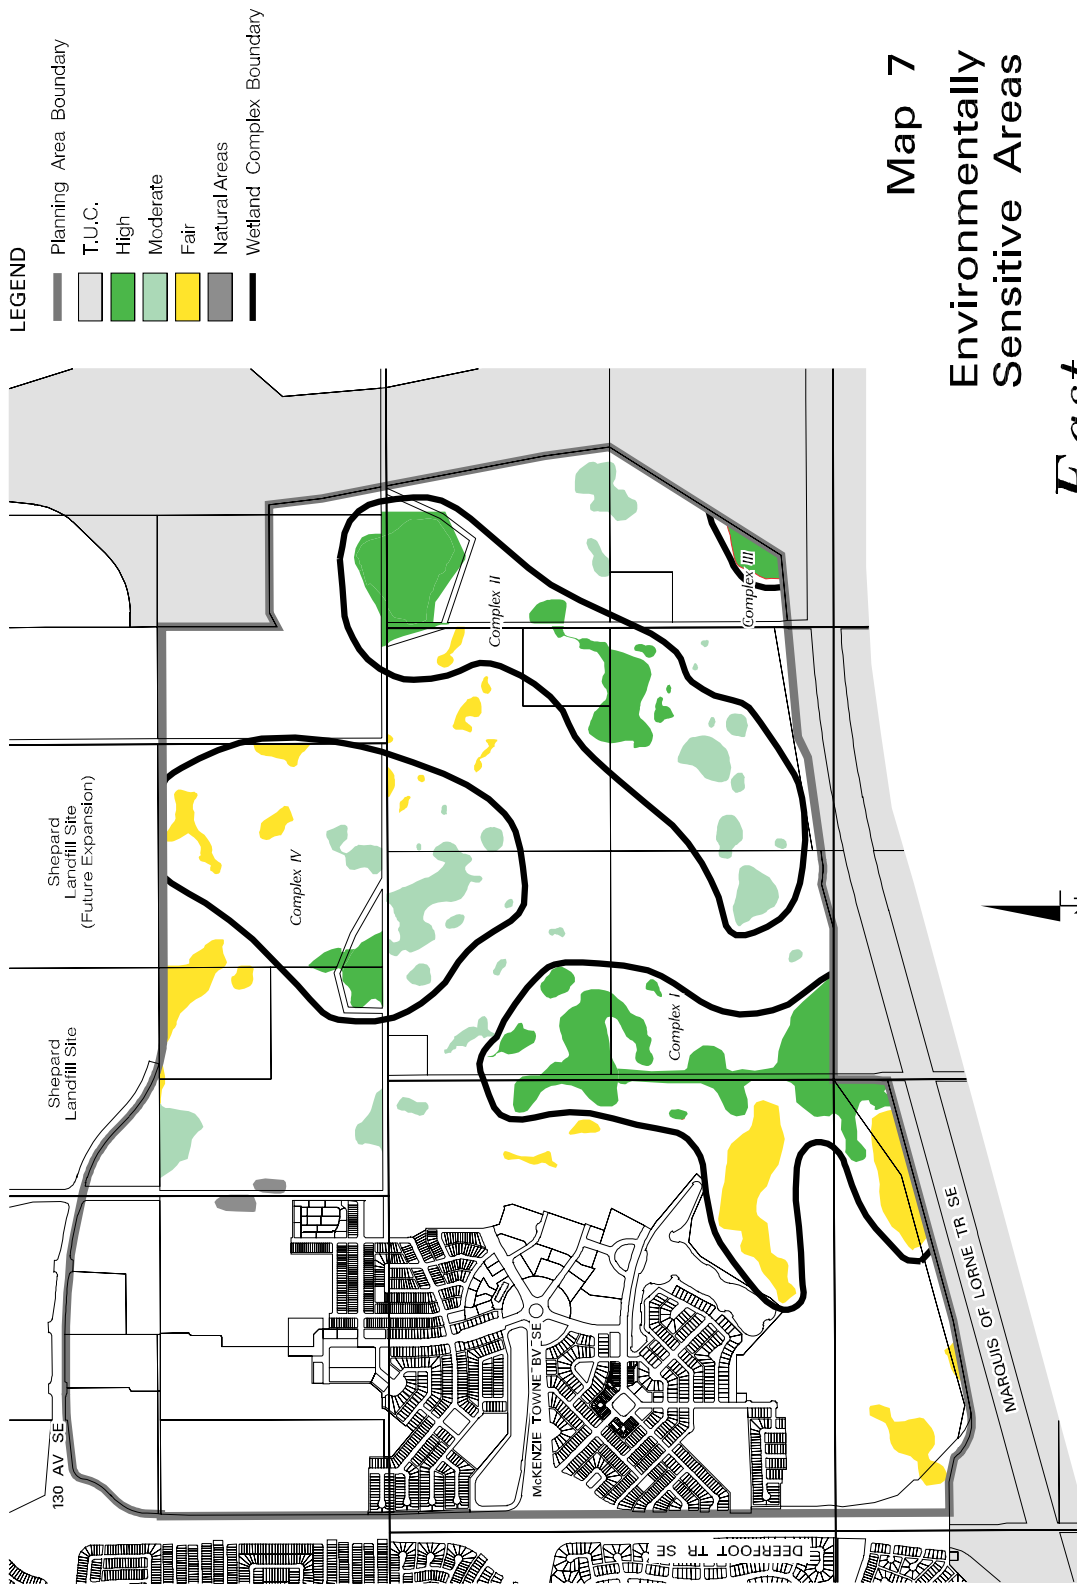 LEGEND
Planning Area Boundary
T.U.C.
High
Moderate
Fair
Natural Areas
Wetland Complex Boundary
Map 7
Environmentally
Sensitive Areas
East
Shepard
Landfill Site
(Future Expansion)
Shepard
Landfill Site
Complex IV
Complex II
Complex III
Complex I
130 AV SE
McKENZIE TOWNE BV SE
MARQUIS OF LORNE TR SE
DEERFOOT TR SE
N